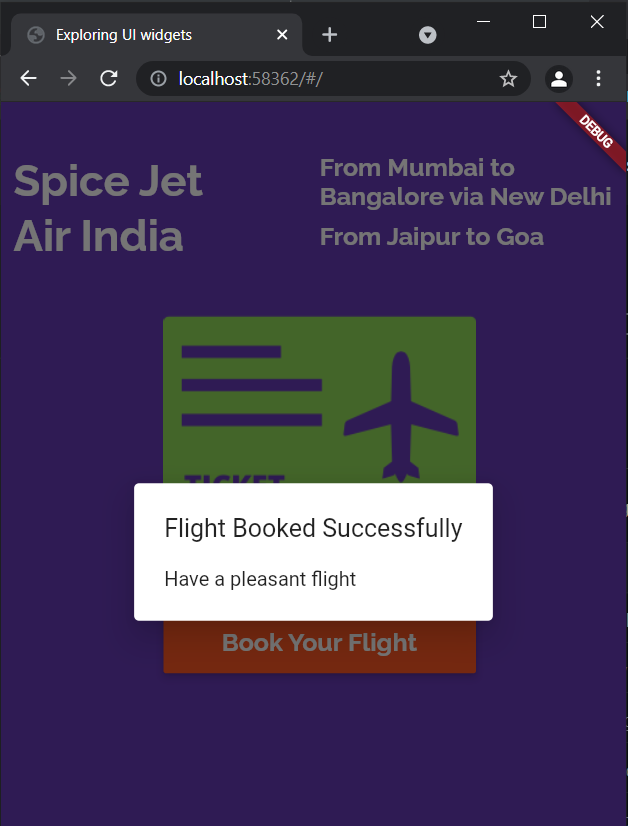 Exploring UI widgets
localhost:58362/#/
DEBUG
Spice Jet
From Mumbai to
Bangalore via New Delhi
Air India
From Jaipur to Goa
TICKET
Flight Booked Successfully
Have a pleasant flight
Book Your Flight